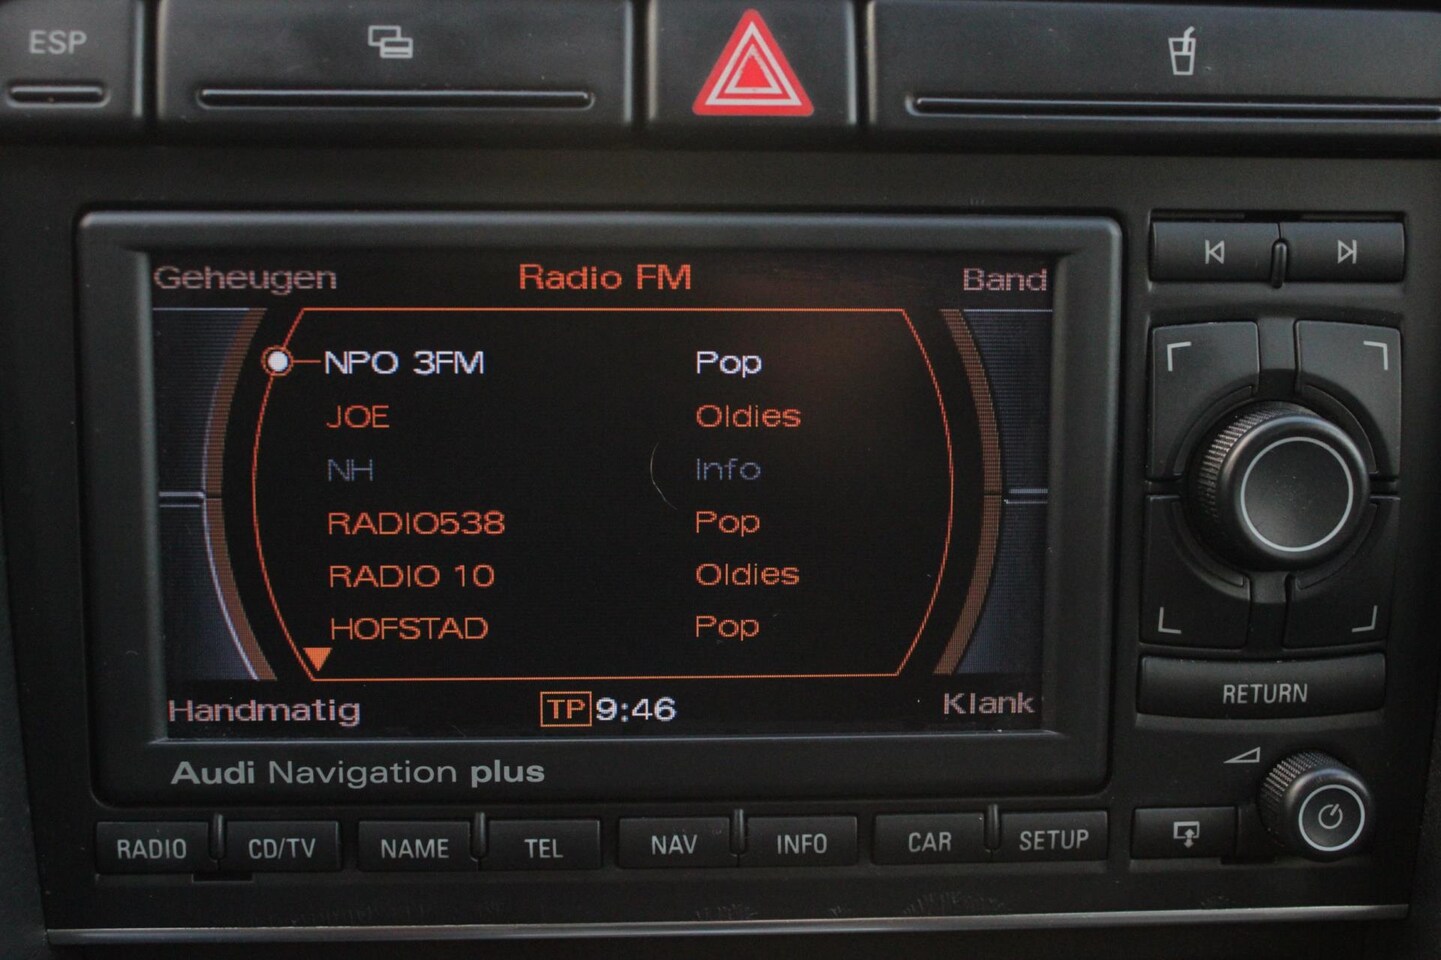 ESP
Geheugen Radio FM Band
NPO 3FM Pop
JOE Oldies
NH Info
RADIO538 Pop
RADIO 10 Oldies
HOFSTAD Pop
Handmatig TP 9:46 Klank
RETURN
Audi Navigation plus
RADIO CD/TV NAME TEL NAV INFO CAR SETUP